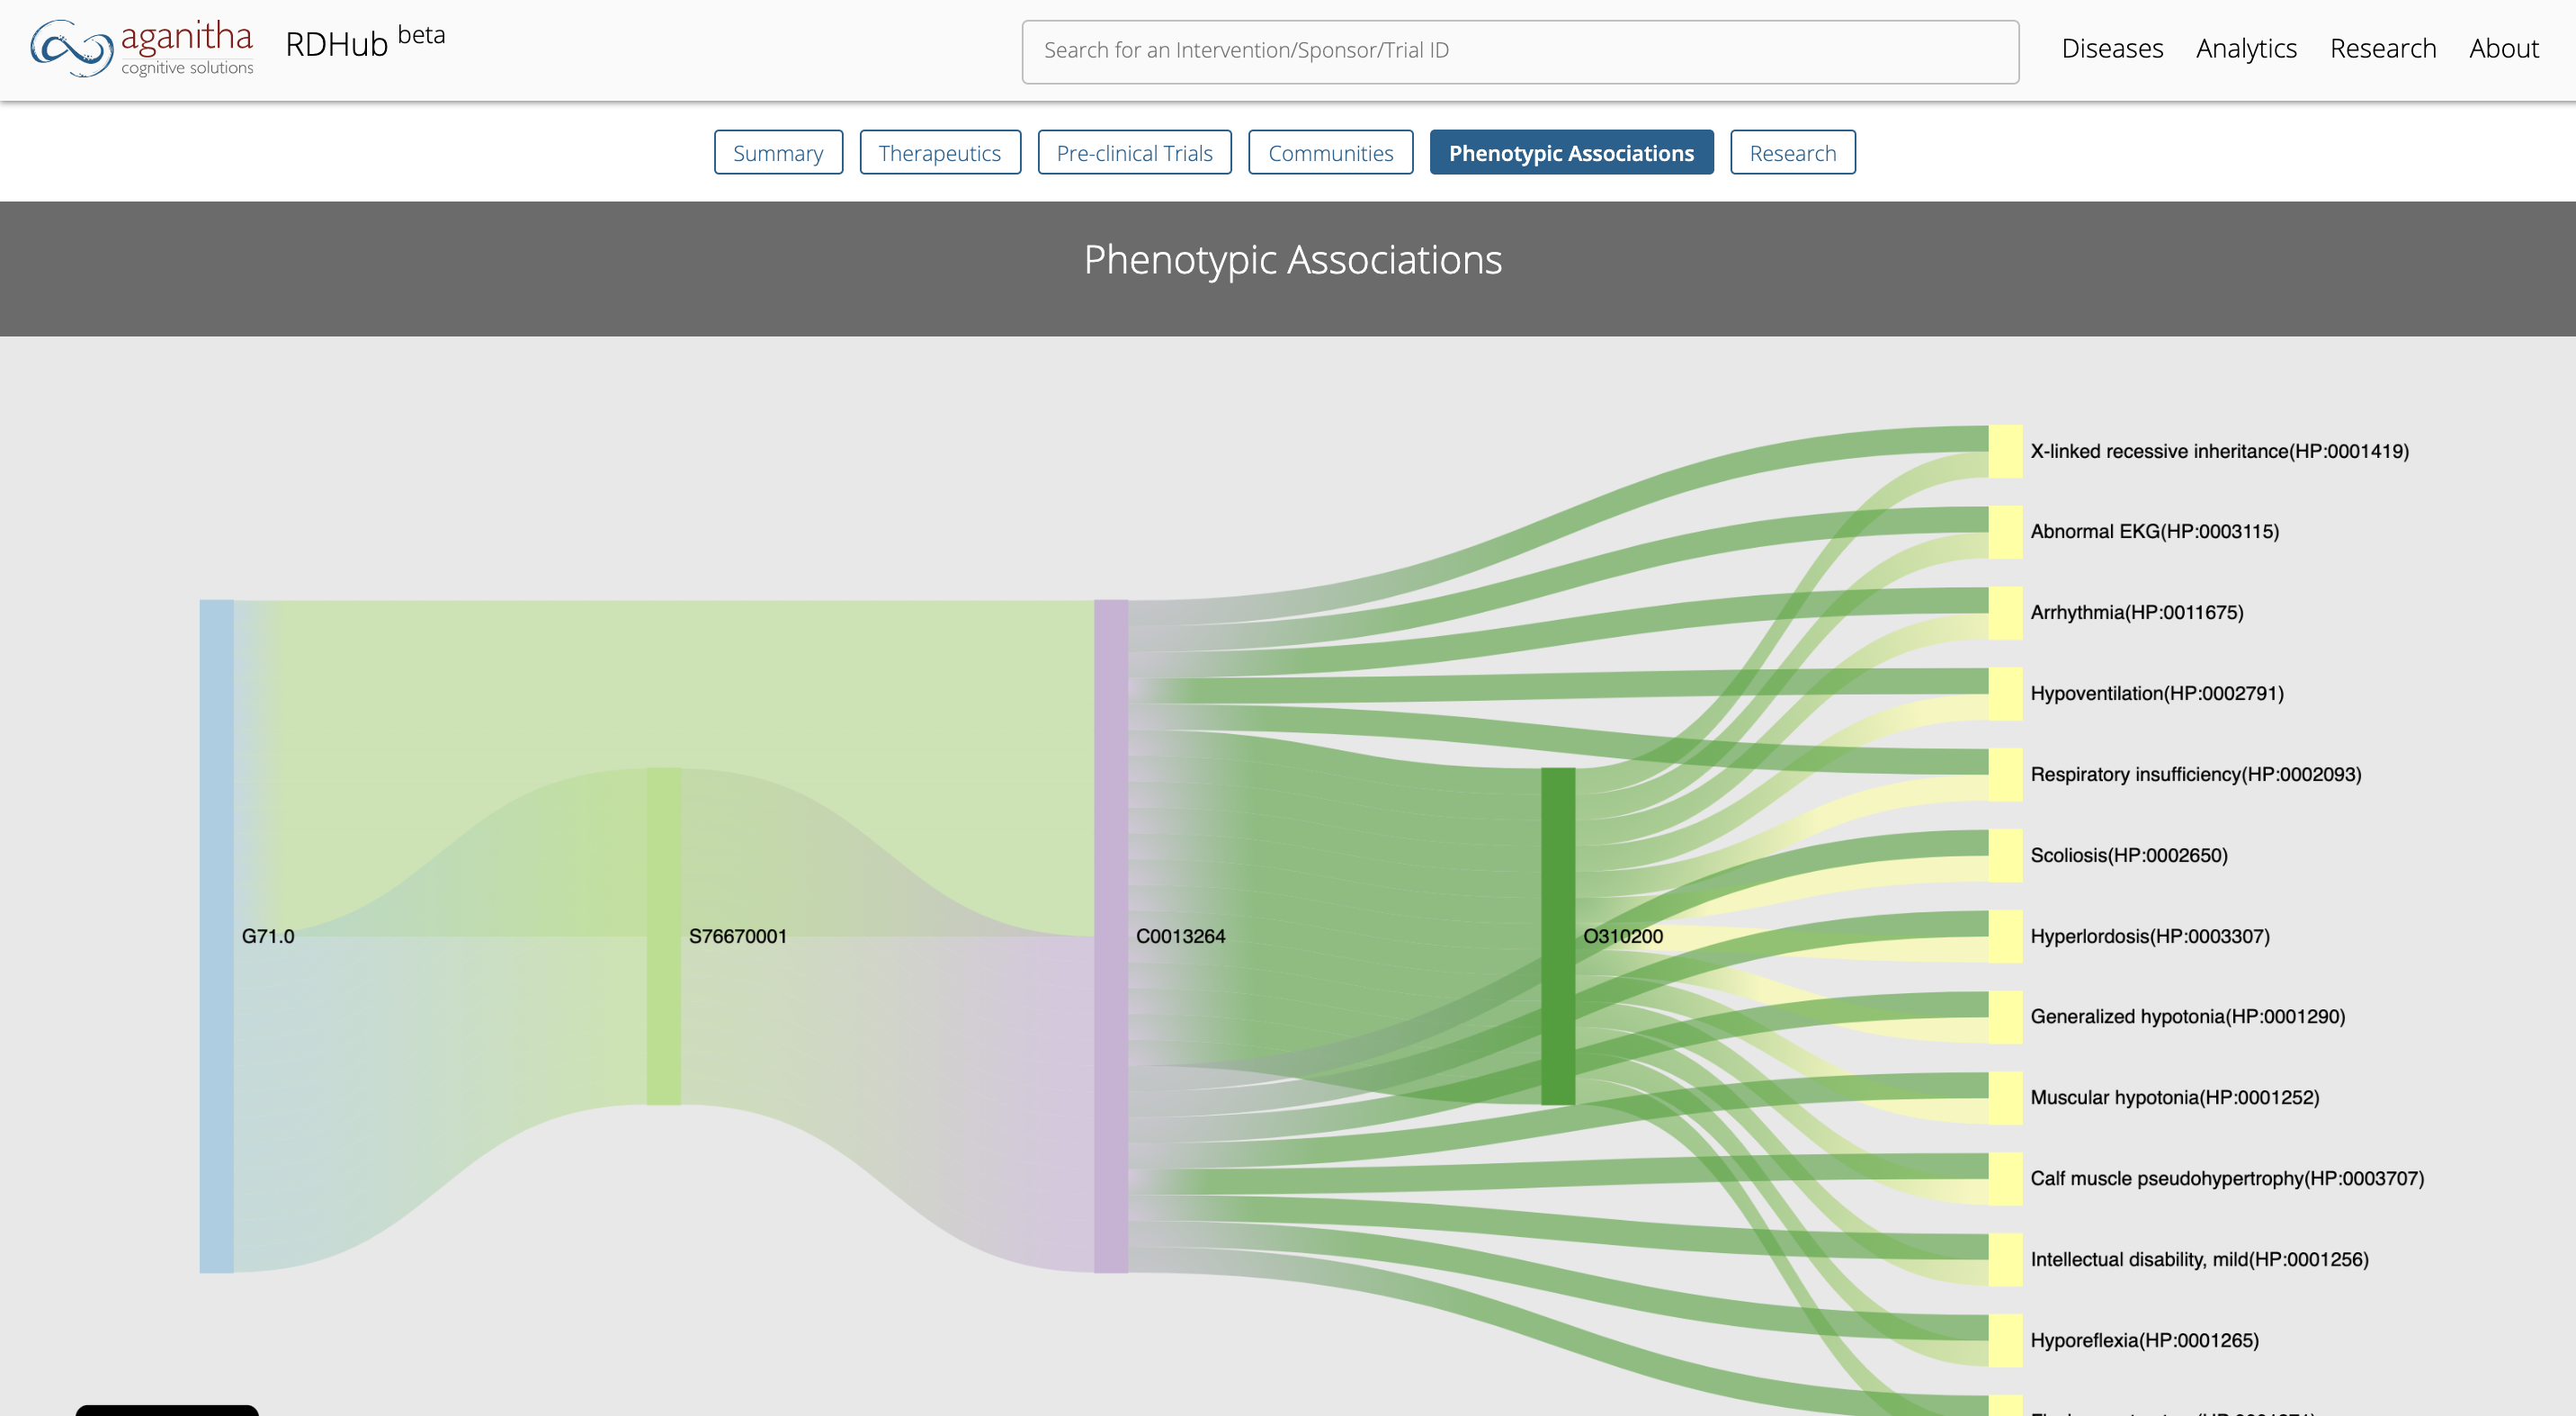 aganitha
cognitive solutions
RDHub beta
Search for an Intervention/Sponsor/Trial ID
Diseases
Analytics
Research
About
Summary
Therapeutics
Pre-clinical Trials
Communities
Phenotypic Associations
Research
Phenotypic Associations
X-linked recessive inheritance(HP:0001419)
Abnormal EKG(HP:0003115)
Arrhythmia(HP:0011675)
Hypoventilation(HP:0002791)
Respiratory insufficiency(HP:0002093)
Scoliosis(HP:0002650)
G71.0
S76670001
C0013264
O310200
Hyperlordosis(HP:0003307)
Generalized hypotonia(HP:0001290)
Muscular hypotonia(HP:0001252)
Calf muscle pseudohypertrophy(HP:0003707)
Intellectual disability, mild(HP:0001256)
Hyporeflexia(HP:0001265)